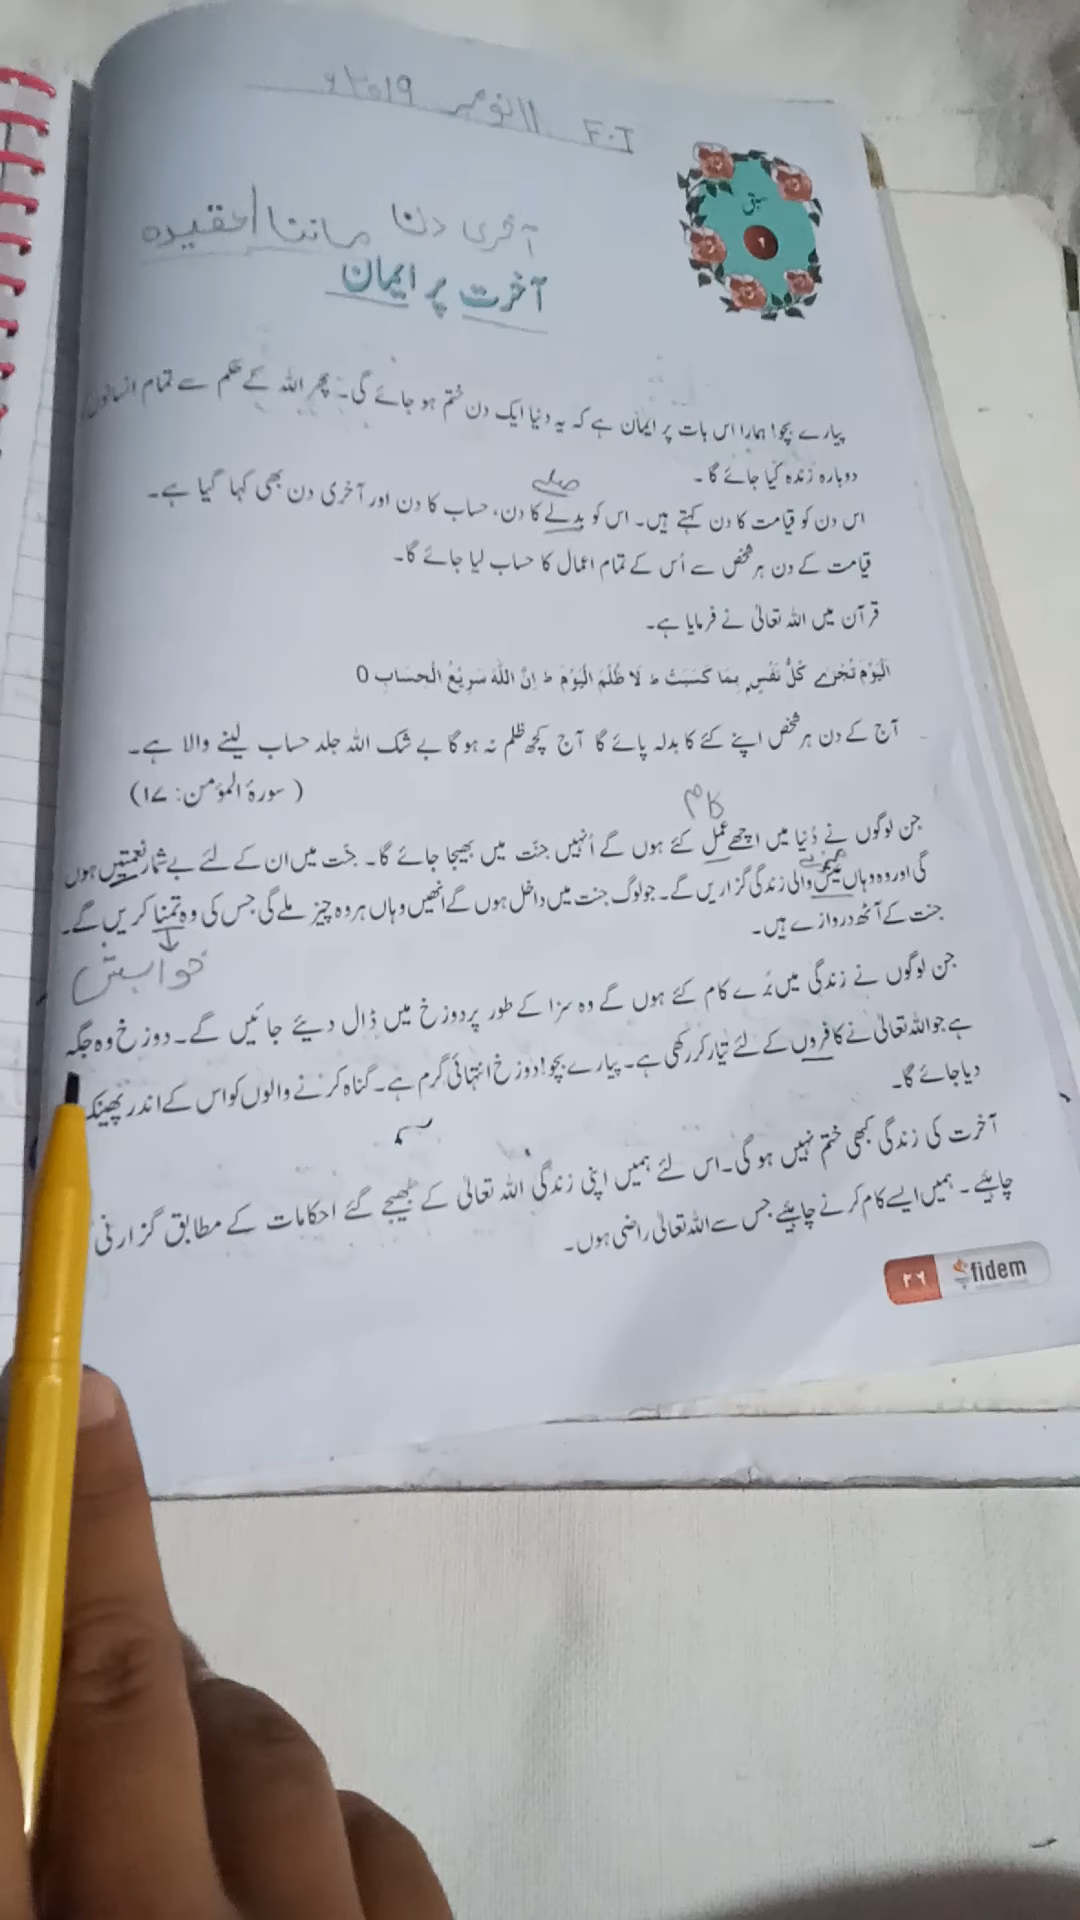 F.I ۱۱ نومبر ۲۰۱۹ء
سبق
۹
آخری دن ماننا / عقیدہ
آخرت پر ایمان
پیارے بچو! ہمارا اس بات پر ایمان ہے کہ یہ دنیا ایک دن ختم ہو جائے گی۔ پھر اللہ کے حکم سے تمام انسانوں
دوبارہ زندہ کیا جائے گا۔
صلے
اس دن کو قیامت کا دن کہتے ہیں۔ اس کو بدلے کا دن، حساب کا دن اور آخری دن بھی کہا گیا ہے۔
قیامت کے دن ہر شخص سے اُس کے تمام اعمال کا حساب لیا جائے گا۔
قرآن میں اللہ تعالیٰ نے فرمایا ہے۔
اَلْيَوْمَ تُجْزٰے كُلُّ نَفْسٍ بِمَا كَسَبَتْ ط لَا ظُلْمَ الْيَوْمَ ط اِنَّ اللّٰهَ سَرِيْعُ الْحِسَابِ O
آج کے دن ہر شخص اپنے کئے کا بدلہ پائے گا آج کچھ ظلم نہ ہو گا بے شک اللہ جلد حساب لینے والا ہے۔
( سورۂ المؤمن: ۱۷)
کام
جن لوگوں نے دُنیا میں اچھے عمل کئے ہوں گے اُنہیں جنّت میں بھیجا جائے گا۔ جنّت میں ان کے لئے بے شمار نعمتیں ہوں
گی اور وہ وہاں عیش والی زندگی گزاریں گے۔ جو لوگ جنت میں داخل ہوں گے انھیں وہاں ہر وہ چیز ملے گی جس کی وہ تمنا کریں گے۔
جنت کے آٹھ دروازے ہیں۔
خواہش
جن لوگوں نے زندگی میں بُرے کام کئے ہوں گے وہ سزا کے طور پر دوزخ میں ڈال دیئے جائیں گے۔ دوزخ وہ جگہ
ہے جو اللہ تعالیٰ نے کافروں کے لئے تیار کر رکھی ہے۔ پیارے بچو! دوزخ انتہائی گرم ہے۔ گناہ کرنے والوں کو اس کے اندر پھینک
دیا جائے گا۔
آخرت کی زندگی کبھی ختم نہیں ہو گی۔ اس لئے ہمیں اپنی زندگی اللہ تعالیٰ کے بھیجے گئے احکامات کے مطابق گزارنی
چاہیئے۔ ہمیں ایسے کام کرنے چاہیئے جس سے اللہ تعالیٰ راضی ہوں۔
۲۶ fidem